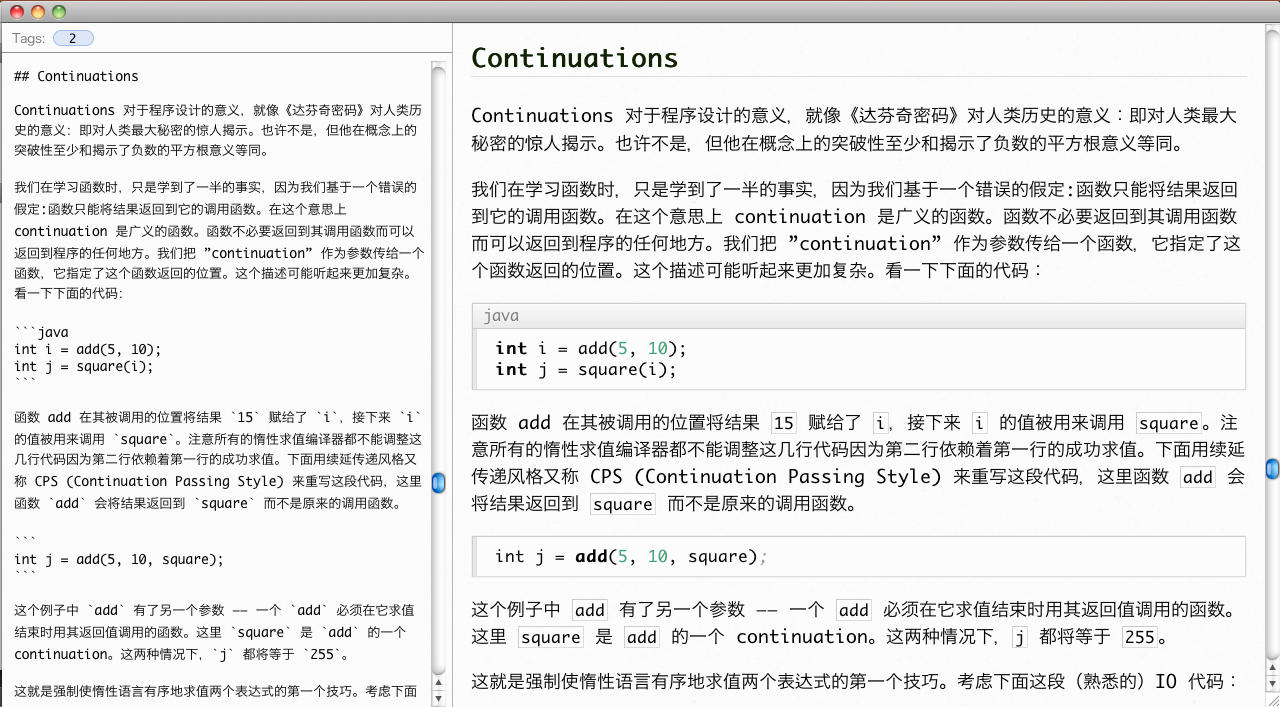 Tags: 2
## Continuations
Continuations 对于程序设计的意义，就像《达芬奇密码》对人类历
史的意义：即对人类最大秘密的惊人揭示。也许不是，但他在概念上的
突破性至少和揭示了负数的平方根意义等同。
我们在学习函数时，只是学到了一半的事实，因为我们基于一个错误的
假定:函数只能将结果返回到它的调用函数。在这个意思上
continuation 是广义的函数。函数不必要返回到其调用函数而可以
返回到程序的任何地方。我们把 ”continuation” 作为参数传给一个
函数，它指定了这个函数返回的位置。这个描述可能听起来更加复杂。
看一下下面的代码：
```java
int i = add(5, 10);
int j = square(i);
```
函数 add 在其被调用的位置将结果 `15` 赋给了 `i`，接下来 `i`
的值被用来调用 `square`。注意所有的惰性求值编译器都不能调整这
几行代码因为第二行依赖着第一行的成功求值。下面用续延传递风格又
称 CPS (Continuation Passing Style) 来重写这段代码，这里
函数 `add` 会将结果返回到 `square` 而不是原来的调用函数。
```
int j = add(5, 10, square);
```
这个例子中 `add` 有了另一个参数 —— 一个 `add` 必须在它求值
结束时用其返回值调用的函数。这里 `square` 是 `add` 的一个
continuation。这两种情况下，`j` 都将等于 `255`。
这就是强制使惰性语言有序地求值两个表达式的第一个技巧。考虑下面
Continuations
Continuations 对于程序设计的意义，就像《达芬奇密码》对人类历史的意义：即对人类最大
秘密的惊人揭示。也许不是，但他在概念上的突破性至少和揭示了负数的平方根意义等同。
我们在学习函数时，只是学到了一半的事实，因为我们基于一个错误的假定:函数只能将结果返回
到它的调用函数。在这个意思上 continuation 是广义的函数。函数不必要返回到其调用函数
而可以返回到程序的任何地方。我们把 ”continuation” 作为参数传给一个函数，它指定了这
个函数返回的位置。这个描述可能听起来更加复杂。看一下下面的代码：
java
int i = add(5, 10);
int j = square(i);
函数 add 在其被调用的位置将结果 15 赋给了 i，接下来 i 的值被用来调用 square。注
意所有的惰性求值编译器都不能调整这几行代码因为第二行依赖着第一行的成功求值。下面用续延
传递风格又称 CPS (Continuation Passing Style) 来重写这段代码，这里函数 add 会
将结果返回到 square 而不是原来的调用函数。
int j = add(5, 10, square);
这个例子中 add 有了另一个参数 —— 一个 add 必须在它求值结束时用其返回值调用的函数。
这里 square 是 add 的一个 continuation。这两种情况下，j 都将等于 255。
这就是强制使惰性语言有序地求值两个表达式的第一个技巧。考虑下面这段（熟悉的）IO 代码：